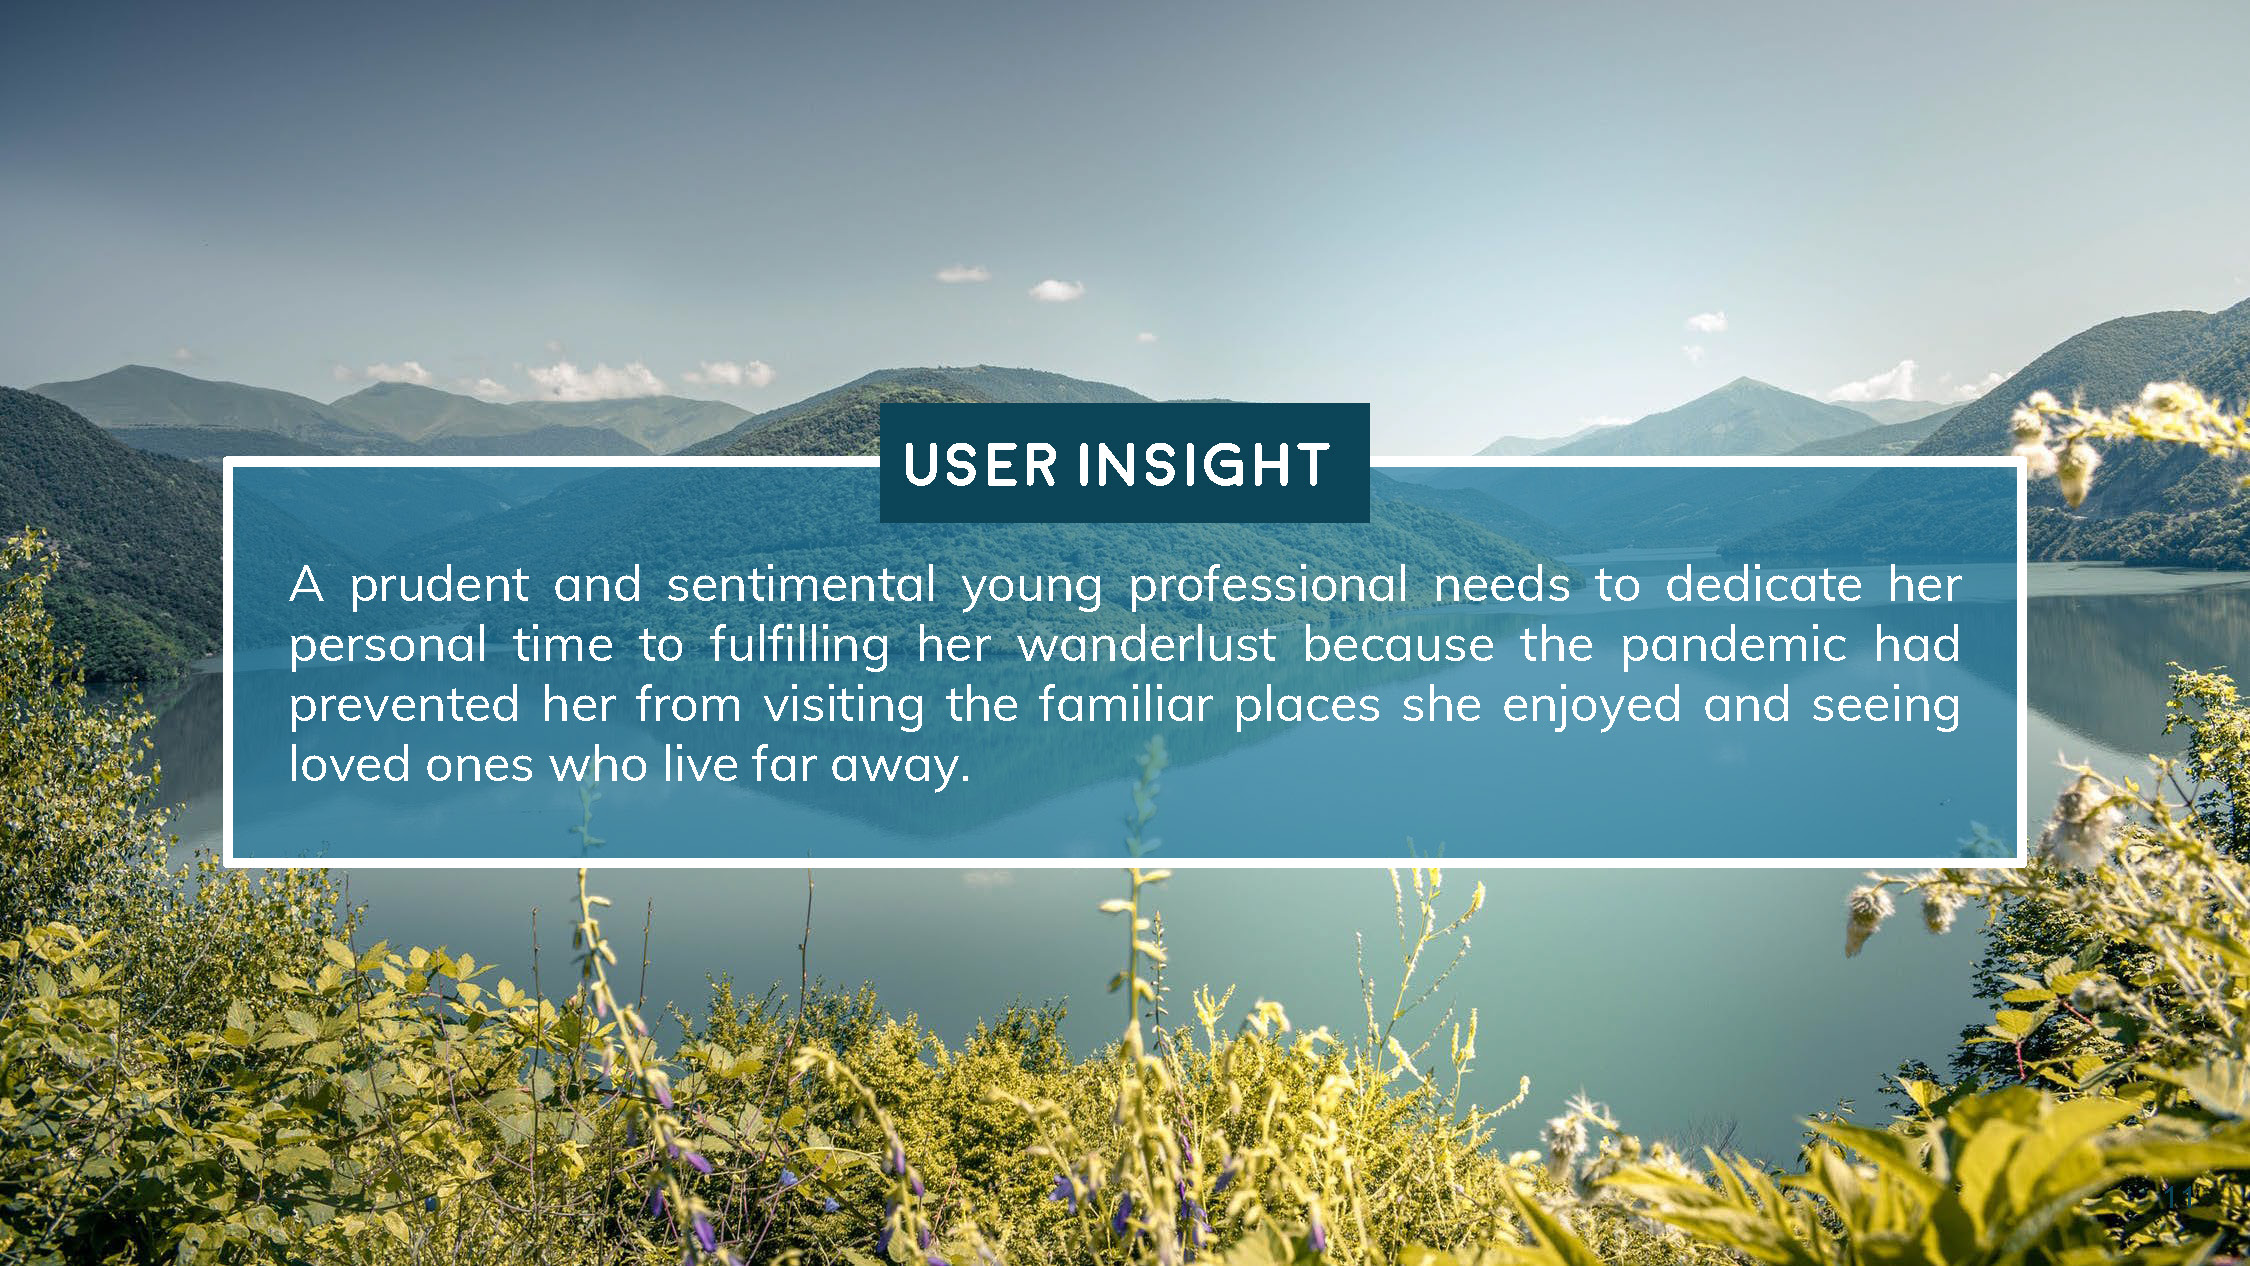 USER INSIGHT
A prudent and sentimental young professional needs to dedicate her
personal time to fulfilling her wanderlust because the pandemic had
prevented her from visiting the familiar places she enjoyed and seeing
loved ones who live far away.
11